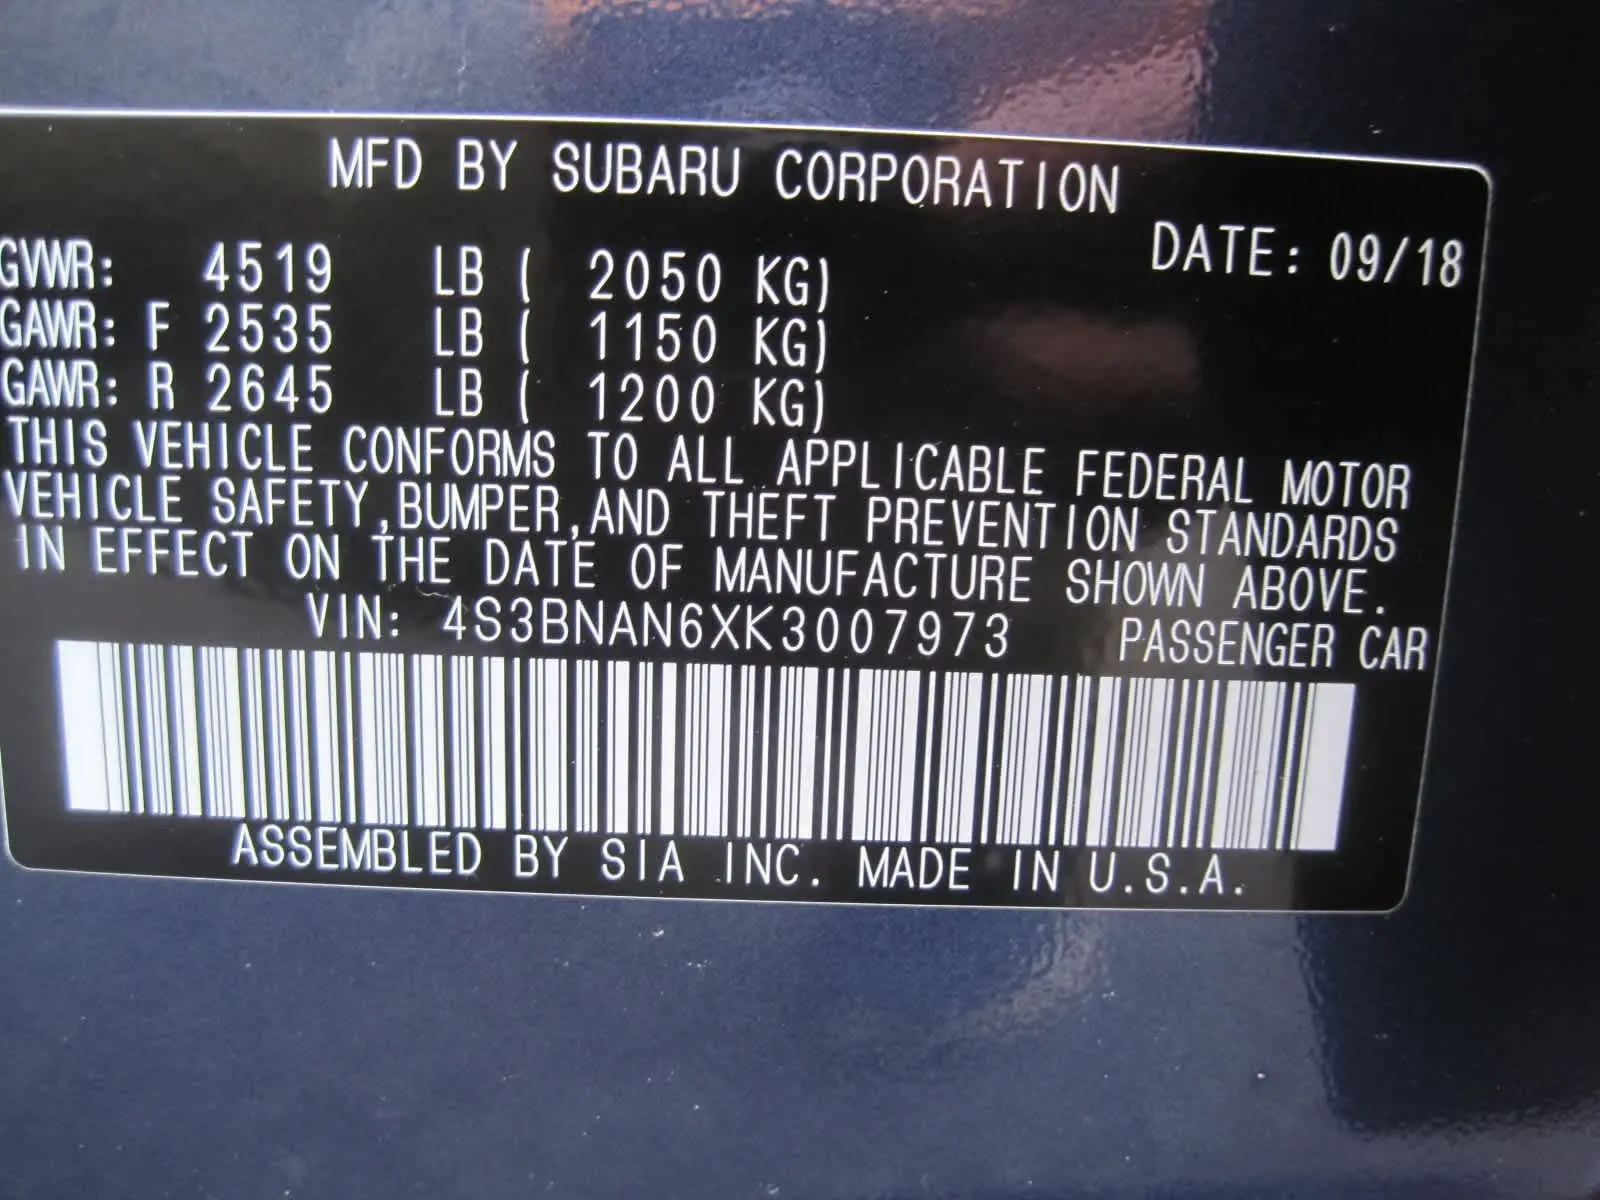 MFD BY SUBARU CORPORATION
DATE: 09/18
GVWR: 4519 LB ( 2050 KG)
GAWR: F 2535 LB ( 1150 KG)
GAWR: R 2645 LB ( 1200 KG)
THIS VEHICLE CONFORMS TO ALL APPLICABLE FEDERAL MOTOR
VEHICLE SAFETY,BUMPER,AND THEFT PREVENTION STANDARDS
IN EFFECT ON THE DATE OF MANUFACTURE SHOWN ABOVE.
VIN: 4S3BNAN6XK3007973 PASSENGER CAR
ASSEMBLED BY SIA INC. MADE IN U.S.A.